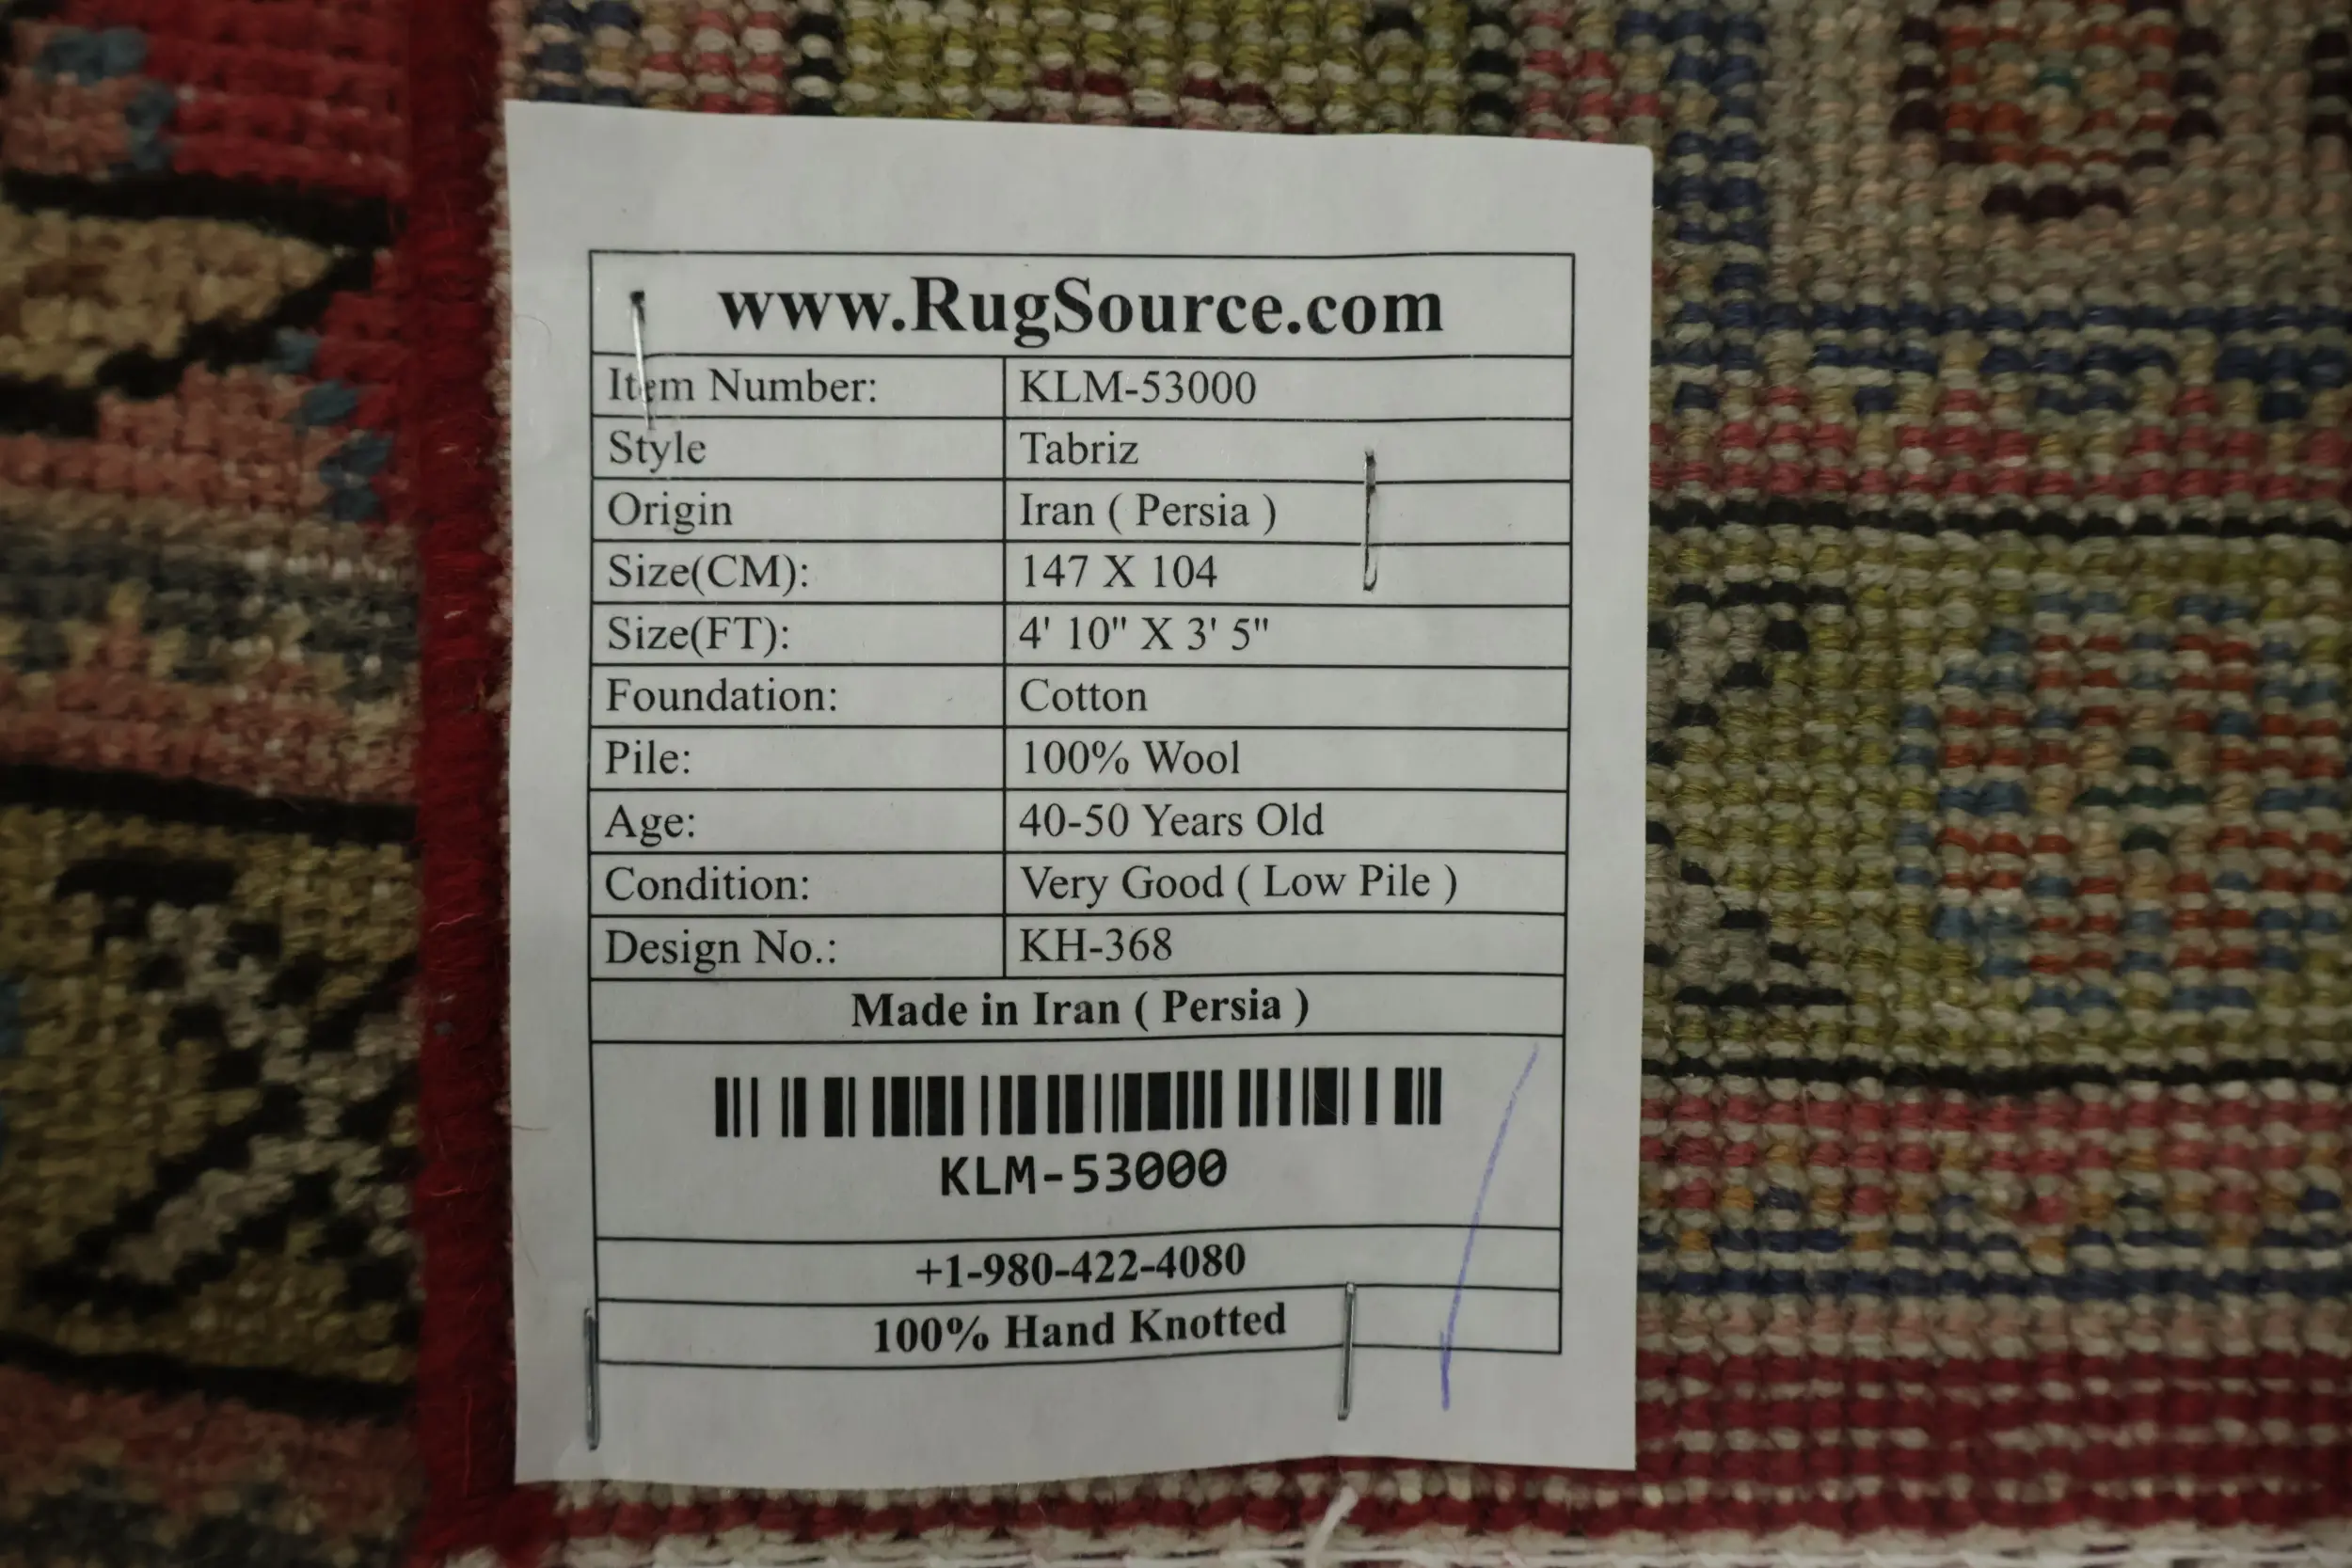 www.RugSource.com
Item Number: KLM-53000
Style Tabriz
Origin Iran ( Persia )
Size(CM): 147 X 104
Size(FT): 4' 10" X 3' 5"
Foundation: Cotton
Pile: 100% Wool
Age: 40-50 Years Old
Condition: Very Good ( Low Pile )
Design No.: KH-368
Made in Iran ( Persia )
KLM-53000
+1-980-422-4080
100% Hand Knotted